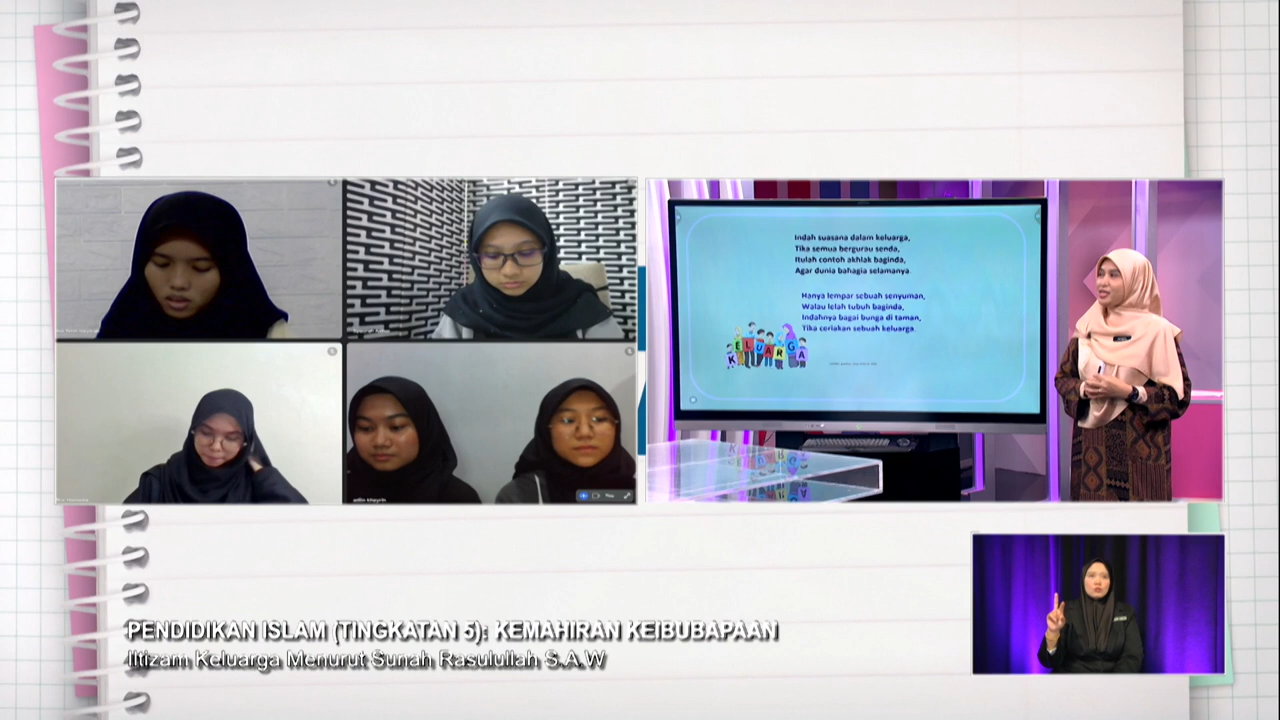 Indah suasana dalam keluarga,
Tika semua bergurau senda,
Itulah contoh akhlak baginda,
Agar dunia bahagia selamanya.
Hanya lempar sebuah senyuman,
Walau lelah tubuh baginda,
Indahnya bagai bunga di taman,
Tika ceriakan sebuah keluarga.
KELUARGA
PENDIDIKAN ISLAM (TINGKATAN 5): KEMAHIRAN KEIBUBAPAAN
Iltizam Keluarga Menurut Sunah Rasulullah S.A.W